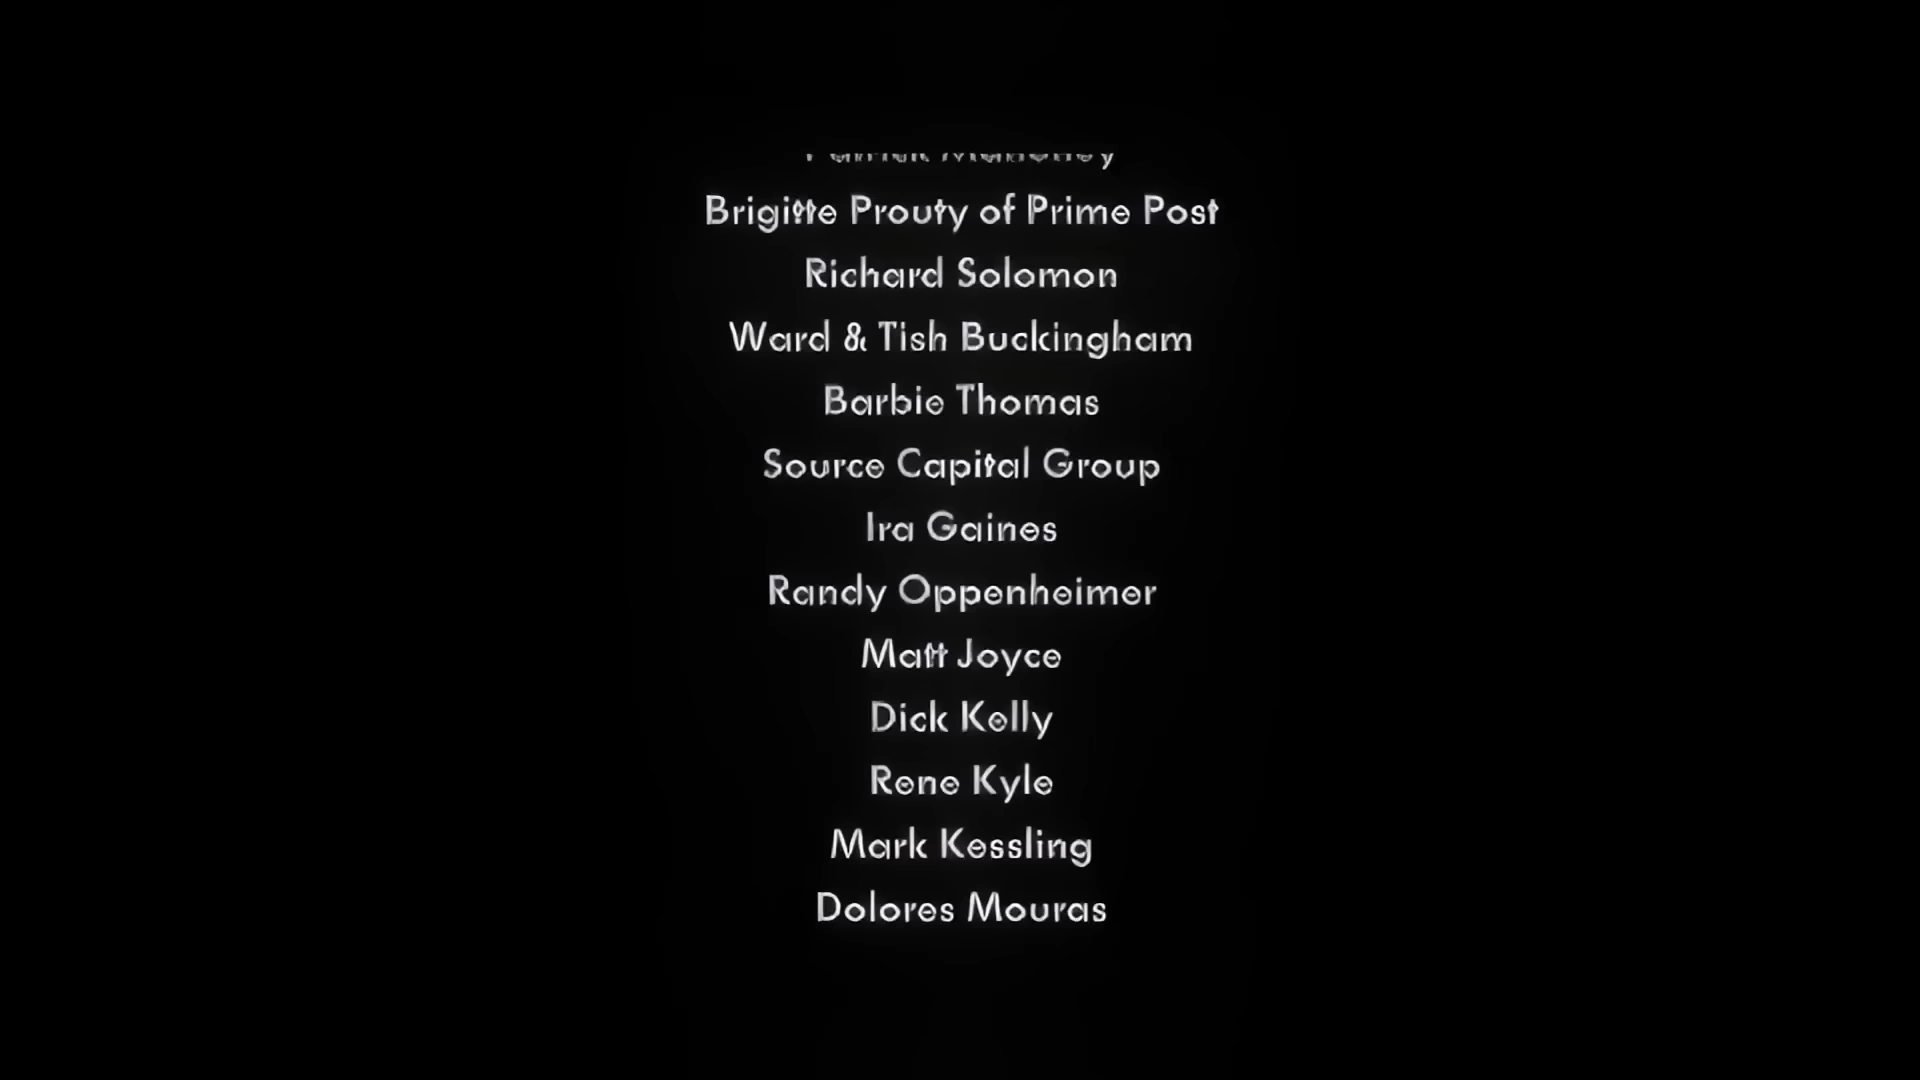 Brigitte Prouty of Prime Post
Richard Solomon
Ward & Tish Buckingham
Barbie Thomas
Source Capital Group
Ira Gaines
Randy Oppenheimer
Matt Joyce
Dick Kelly
Rene Kyle
Mark Kessling
Dolores Mouras